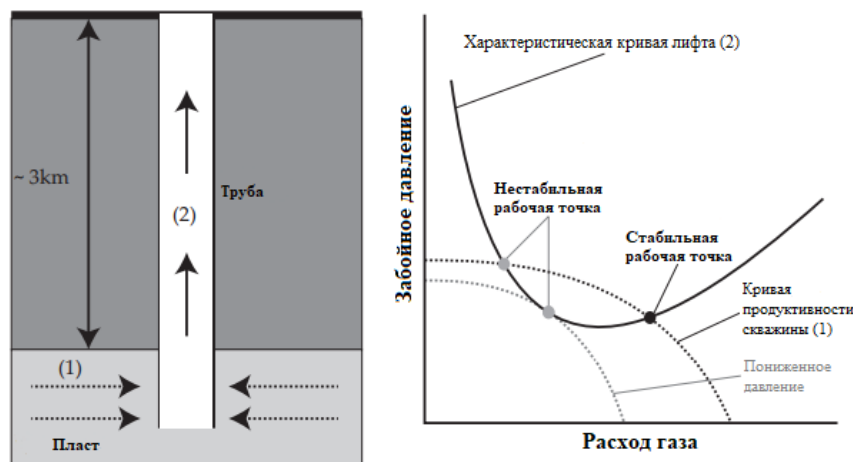 ~ 3km
(2)
Труба
(1)
Пласт
Характеристическая кривая лифта (2)
Забойное давление
Нестабильная
рабочая точка
Стабильная
рабочая точка
Кривая
продуктивности
скважины (1)
Пониженное
давление
Расход газа